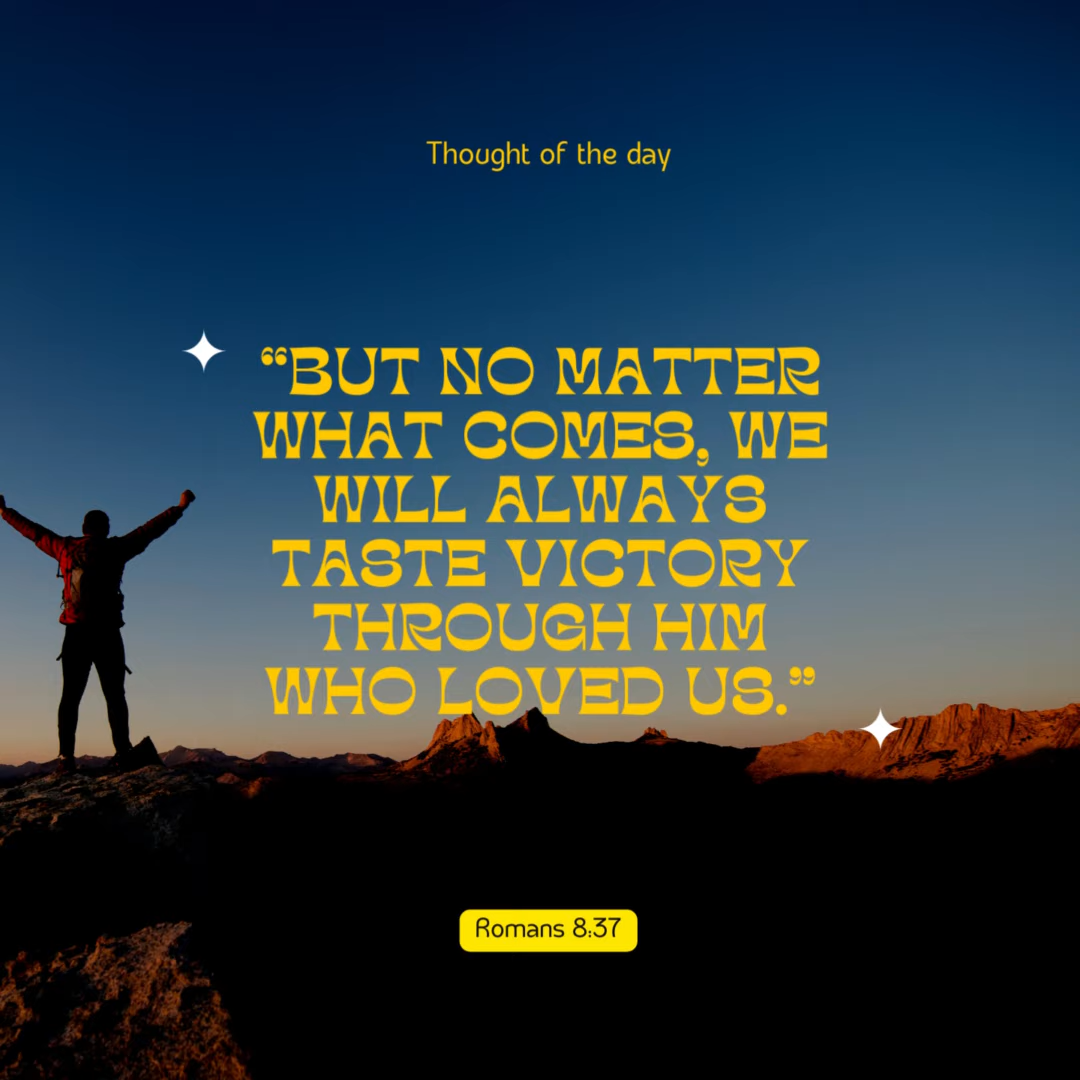 Thought of the day
“BUT NO MATTER
WHAT COMES, WE
WILL ALWAYS
TASTE VICTORY
THROUGH HIM
WHO LOVED US.”
Romans 8:37